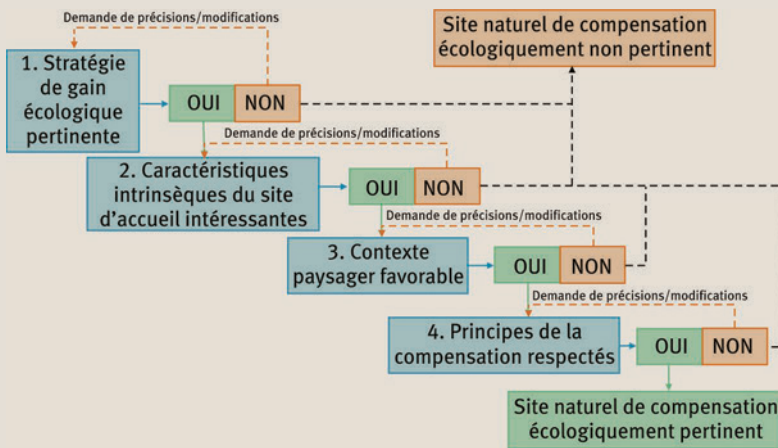 Demande de précisions/modifications
Site naturel de compensation
écologiquement non pertinent
1. Stratégie
de gain
écologique
pertinente
OUI
NON
Demande de précisions/modifications
2. Caractéristiques
intrinsèques du site
d'accueil intéressantes
OUI
NON
Demande de précisions/modifications
3. Contexte
paysager favorable
OUI
NON
Demande de précisions/modifications
4. Principes de la
compensation respectés
OUI
NON
Site naturel de compensation
écologiquement pertinent